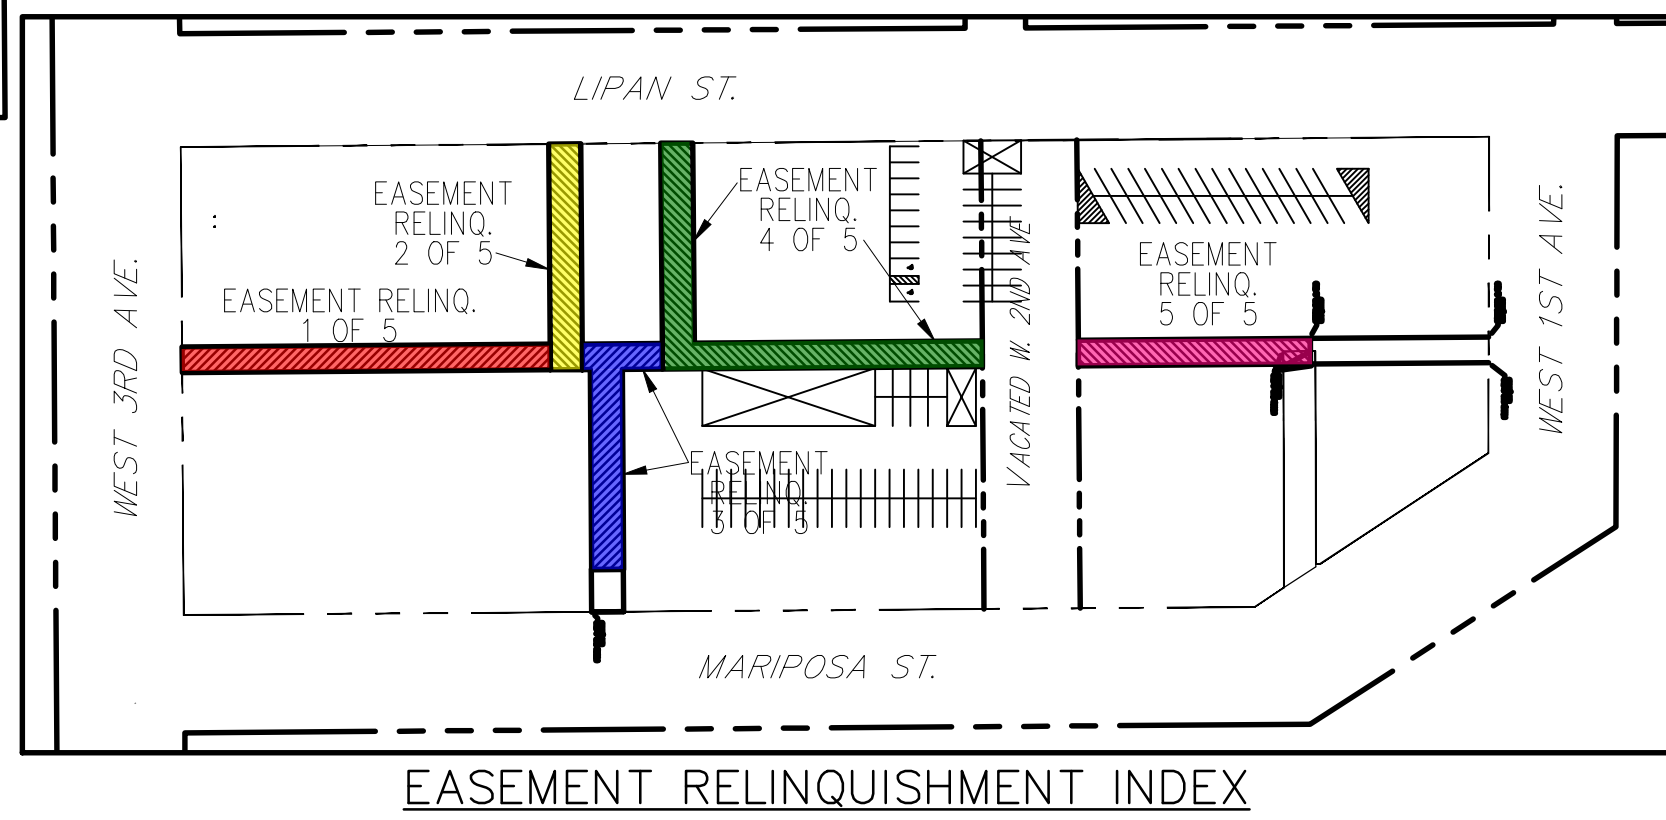 LIPAN ST.
EASEMENT
RELINQ.
2 OF 5
EASEMENT
RELINQ.
4 OF 5
EASEMENT RELINQ.
1 OF 5
EASEMENT
RELINQ.
5 OF 5
WEST 3RD AVE.
VACATED W. 2ND AVE
WEST 1ST AVE.
EASEMENT
RELINQ.
3 OF 5
MARIPOSA ST.
EASEMENT RELINQUISHMENT INDEX